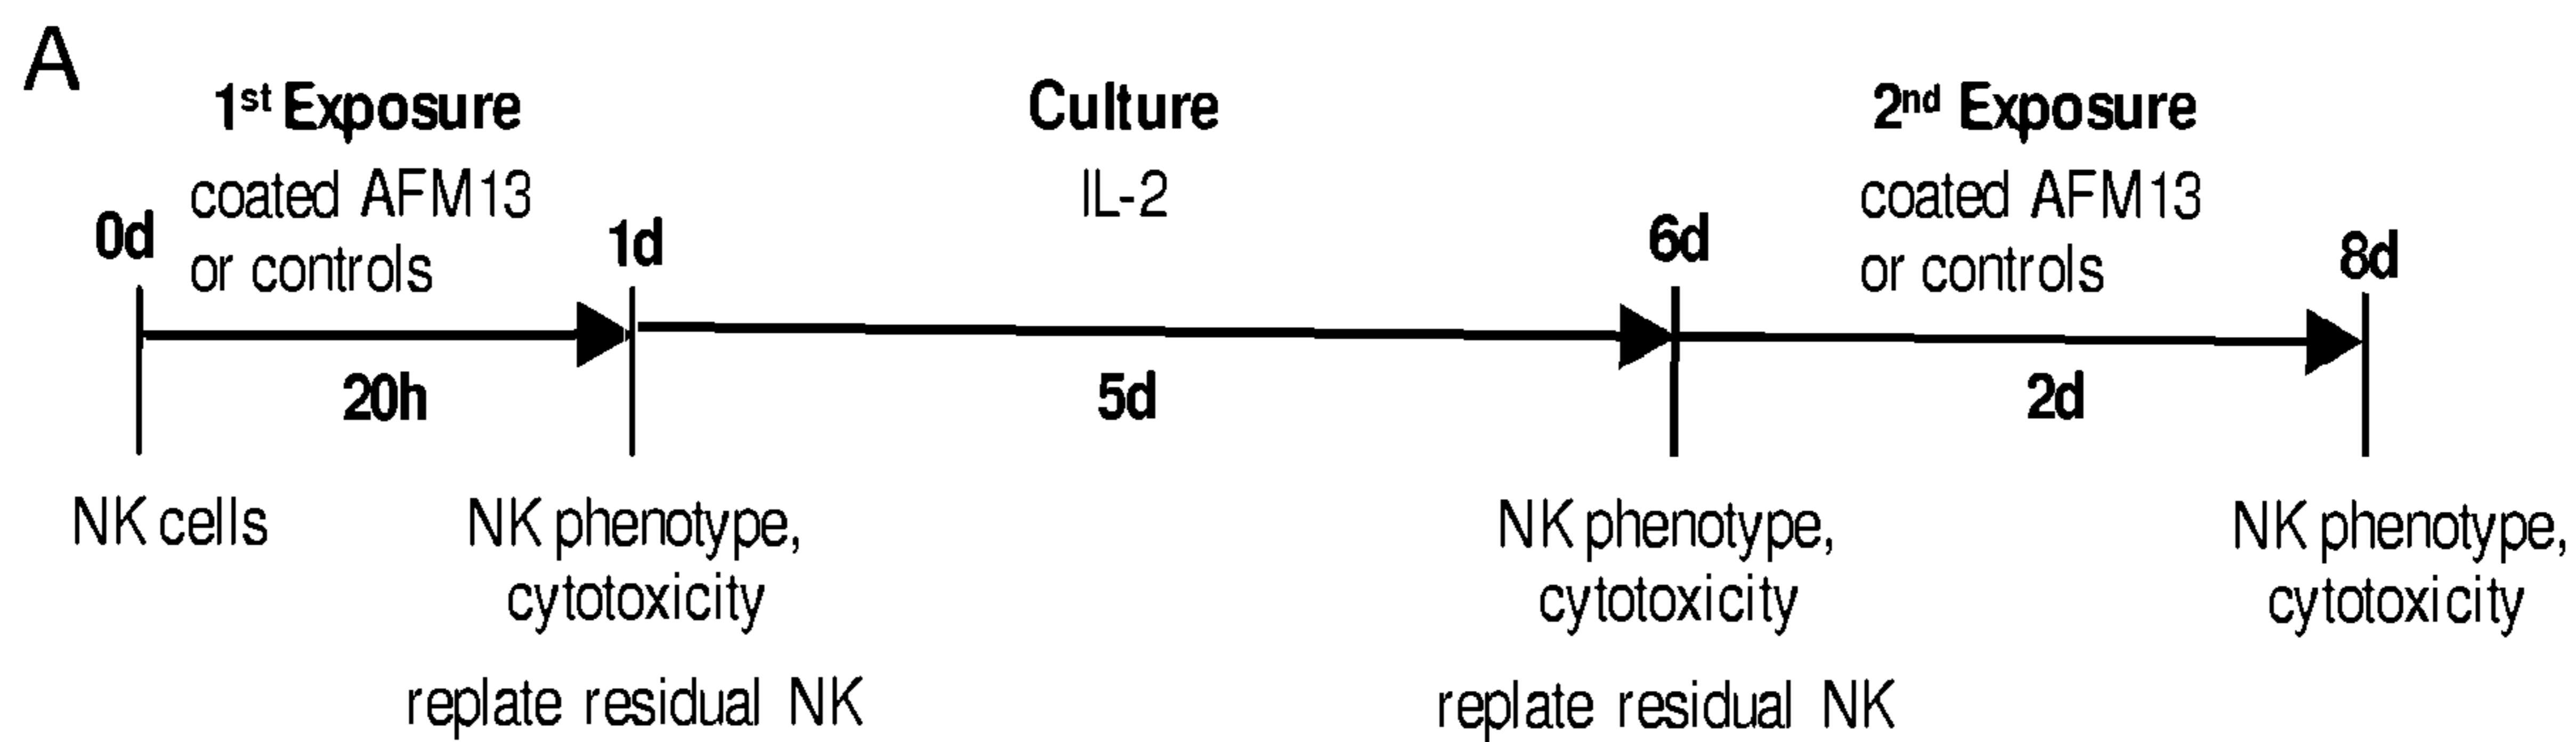 A
1st Exposure
coated AFM13
or controls
0d
1d
20h
Culture
IL-2
5d
6d
2nd Exposure
coated AFM13
or controls
8d
2d
NK cells
NK phenotype,
cytotoxicity
replate residual NK
NK phenotype,
cytotoxicity
replate residual NK
NK phenotype,
cytotoxicity